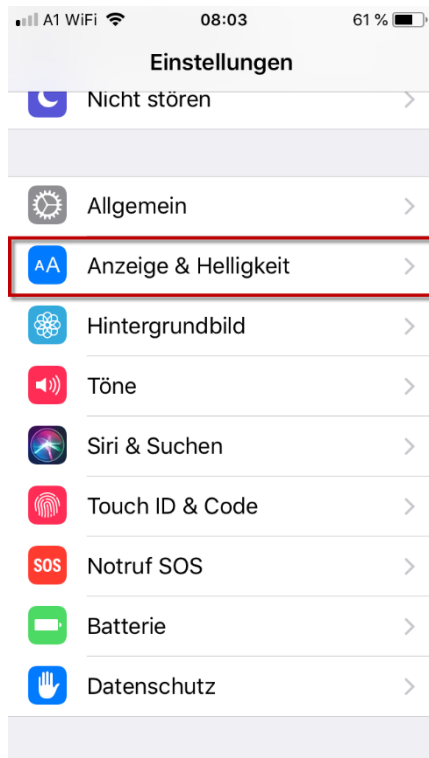 A1 WiFi 08:03 61 %
Einstellungen
Nicht stören
Allgemein
AA Anzeige & Helligkeit
Hintergrundbild
Töne
Siri & Suchen
Touch ID & Code
SOS Notruf SOS
Batterie
Datenschutz